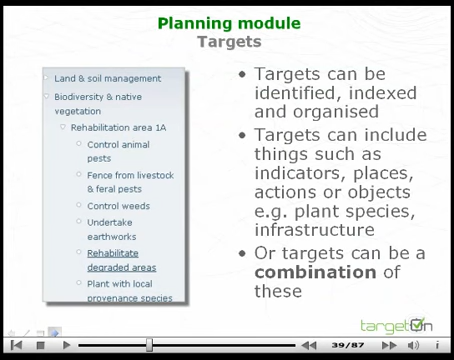 Planning module
Targets
Land & soil management
Biodiversity & native
vegetation
Rehabilitation area 1A
Control animal
pests
Fence from livestock
& feral pests
Control weeds
Undertake
earthworks
Rehabilitate
degraded areas
Plant with local
provenance species
• Targets can be
identified, indexed
and organised
• Targets can include
things such as
indicators, places,
actions or objects
e.g. plant species,
infrastructure
• Or targets can be a
combination of
these
targetOn
39/87